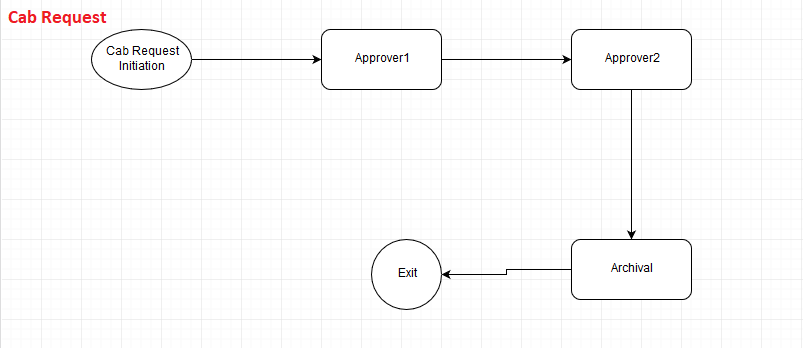 Cab Request
Cab Request
Initiation
Approver1
Approver2
Exit
Archival